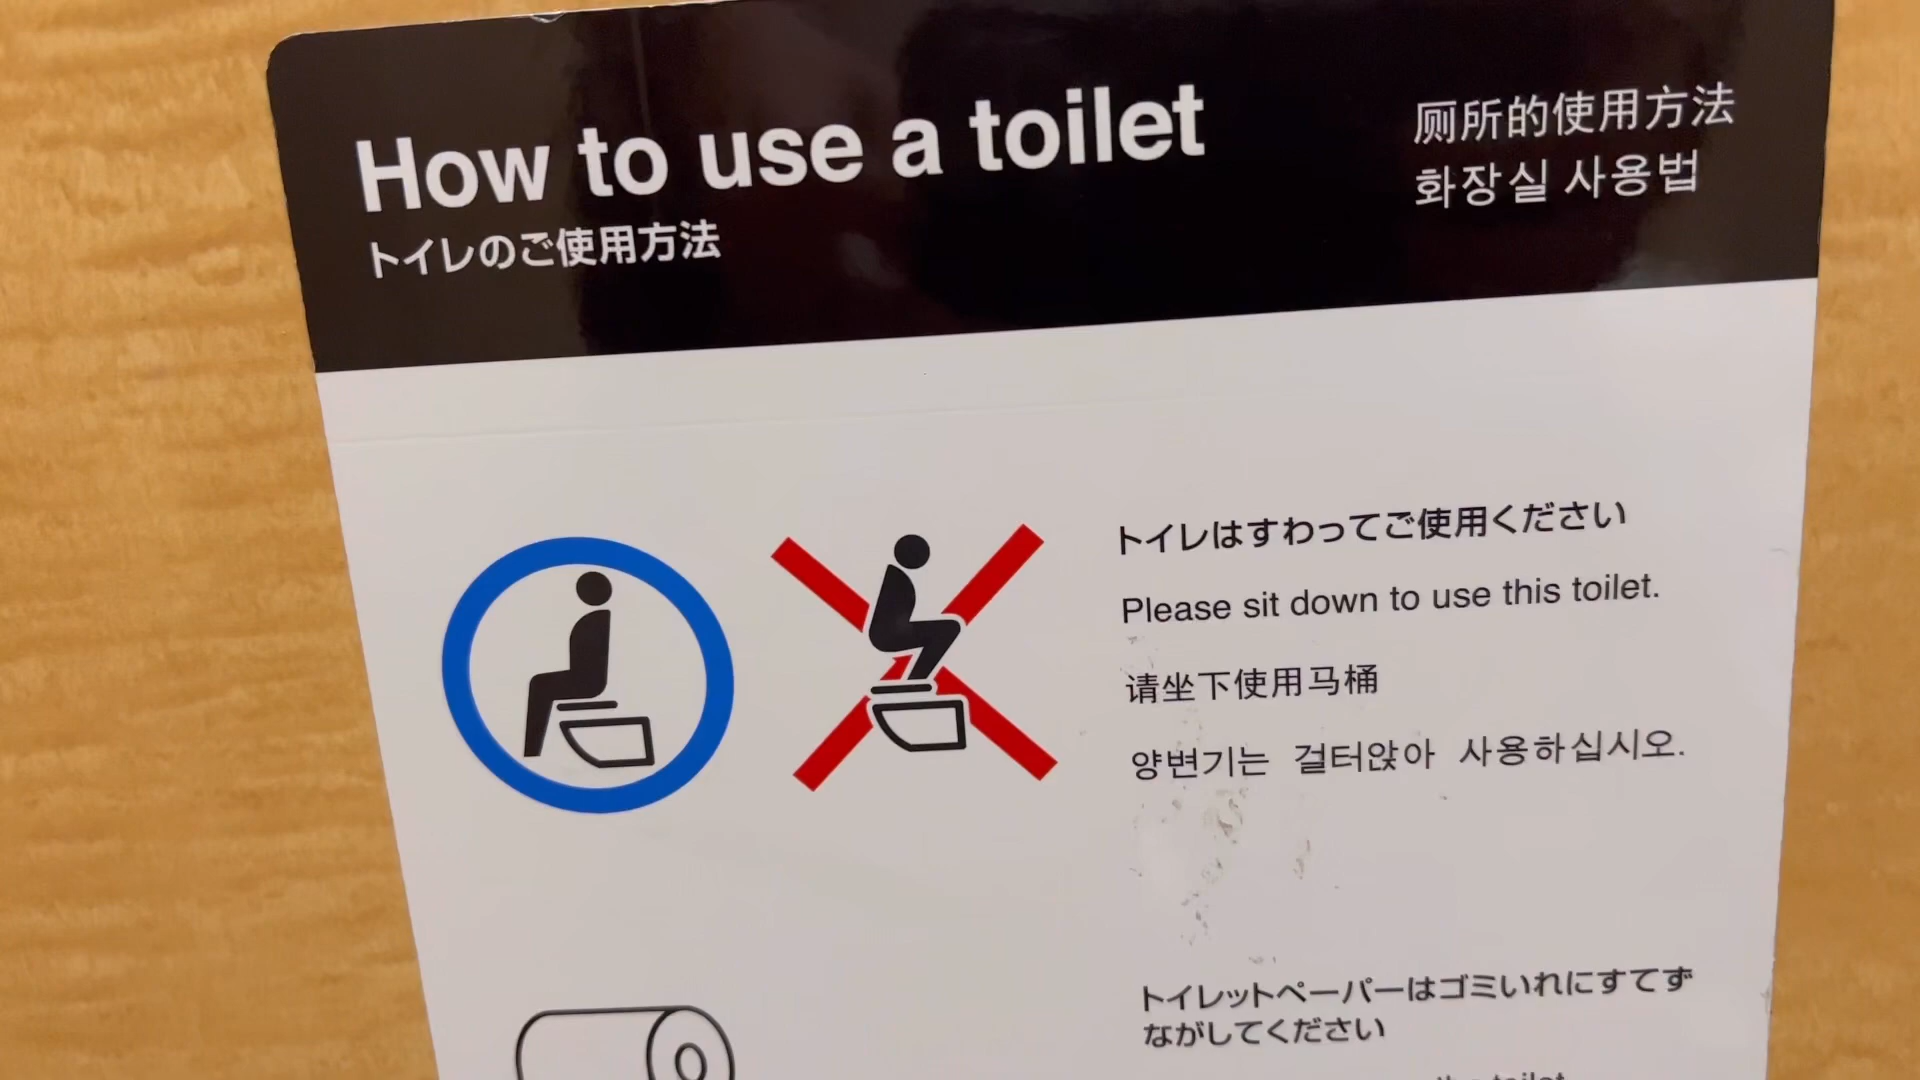 How to use a toilet
トイレのご使用方法
厕所的使用方法
화장실 사용법
トイレはすわってご使用ください
Please sit down to use this toilet.
请坐下使用马桶
양변기는 걸터앉아 사용하십시오.
トイレットペーパーはゴミいれにすてず
ながしてください
toilet